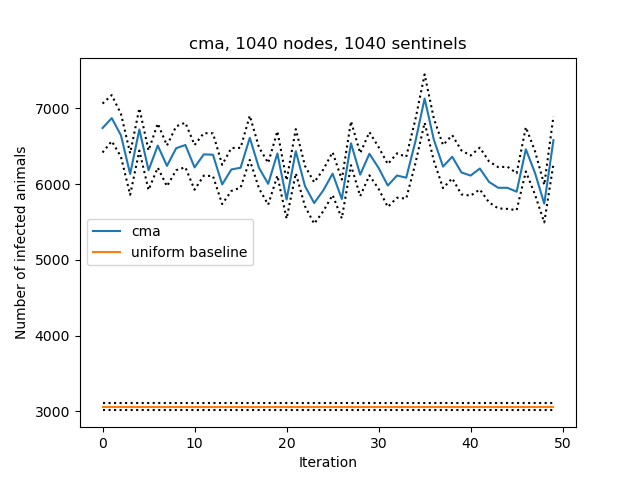 cma, 1040 nodes, 1040 sentinels
Number of infected animals
7000
6000
5000
4000
3000
cma
uniform baseline
0
10
20
30
40
50
Iteration